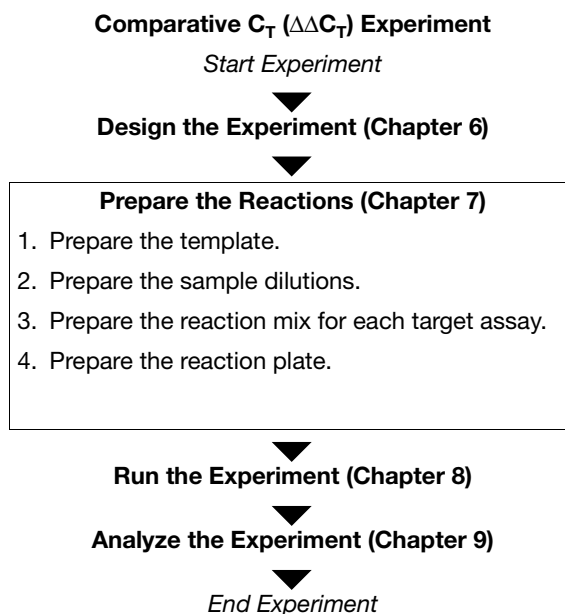 Comparative CT (ΔΔCT) Experiment
Start Experiment
Design the Experiment (Chapter 6)
Prepare the Reactions (Chapter 7)
1. Prepare the template.
2. Prepare the sample dilutions.
3. Prepare the reaction mix for each target assay.
4. Prepare the reaction plate.
Run the Experiment (Chapter 8)
Analyze the Experiment (Chapter 9)
End Experiment